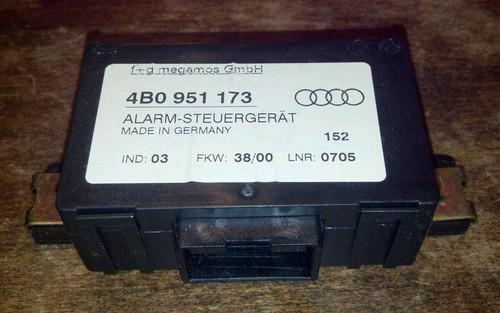 f+g megamos GmbH
4B0 951 173
ALARM-STEUERGERÄT
MADE IN GERMANY
152
IND: 03 FKW: 38/00 LNR: 0705